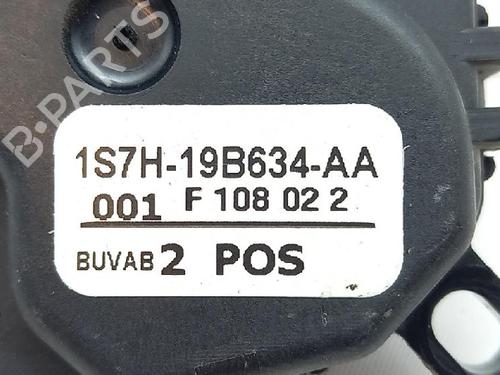 B-PARTS
1S7H-19B634-AA
001 F 108 02 2
BUVAB 2 POS